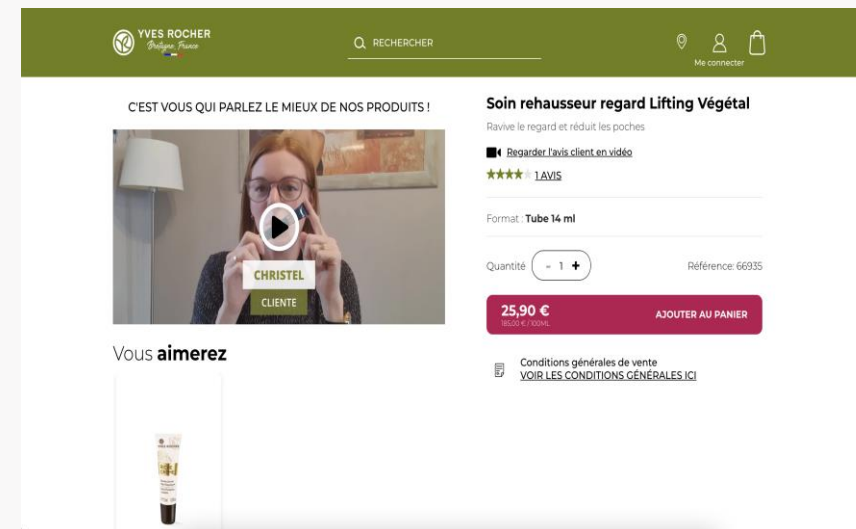 YVES ROCHER
Bretagne, France
RECHERCHER
Me connecter
C'EST VOUS QUI PARLEZ LE MIEUX DE NOS PRODUITS !
CHRISTEL
CLIENTE
Vous aimerez
Soin rehausseur regard Lifting Végétal
Ravive le regard et réduit les poches
Regarder l'avis client en vidéo
1 AVIS
Format : Tube 14 ml
Quantité - 1 + Référence: 66935
25,90 € AJOUTER AU PANIER
185,00 € / 100ML
Conditions générales de vente
VOIR LES CONDITIONS GÉNÉRALES ICI